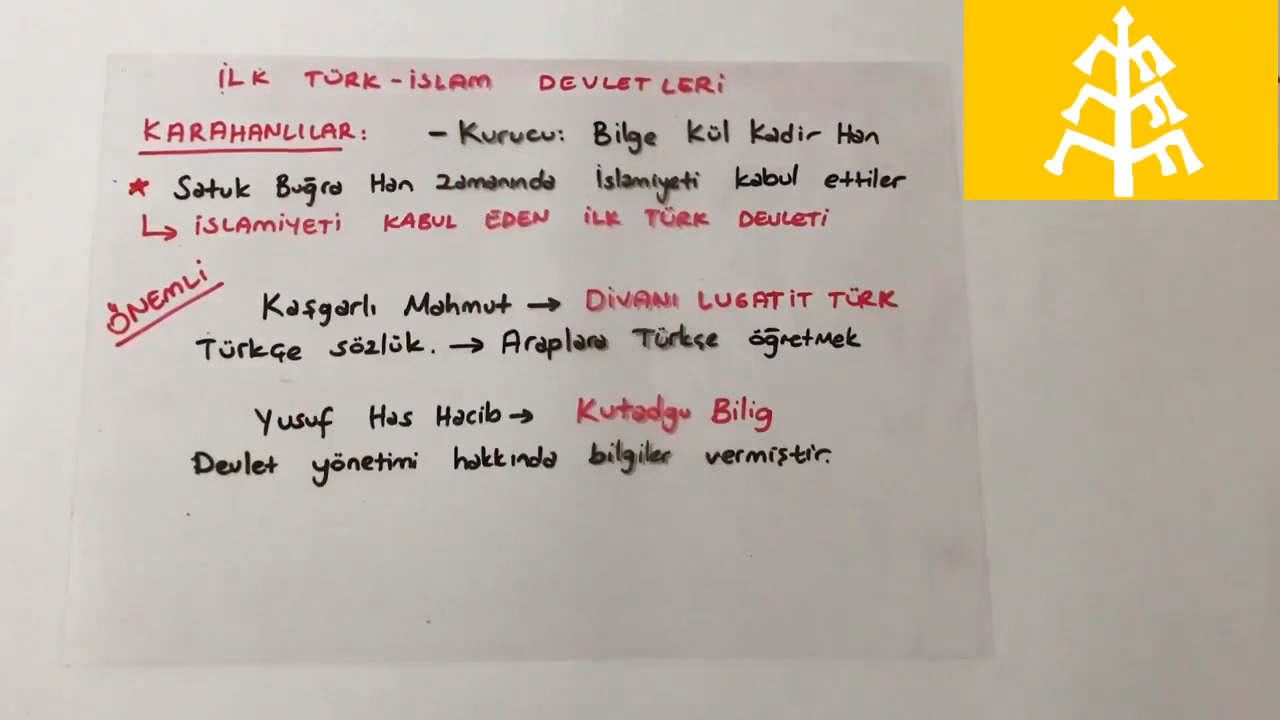 İLK TÜRK-İSLAM DEVLETLERİ
KARAHANLILAR: - Kurucu: Bilge Kül Kadir Han
* Satuk Buğra Han zamanında İslamiyeti kabul ettiler
↳ İSLAMİYETİ KABUL EDEN İLK TÜRK DEVLETİ
ÖNEMLİ
Kaşgarlı Mahmut → DİVANI LUGATİT TÜRK
Türkçe sözlük. → Araplara Türkçe öğretmek
Yusuf Has Hacib → Kutadgu Bilig
Devlet yönetimi hakkında bilgiler vermiştir.